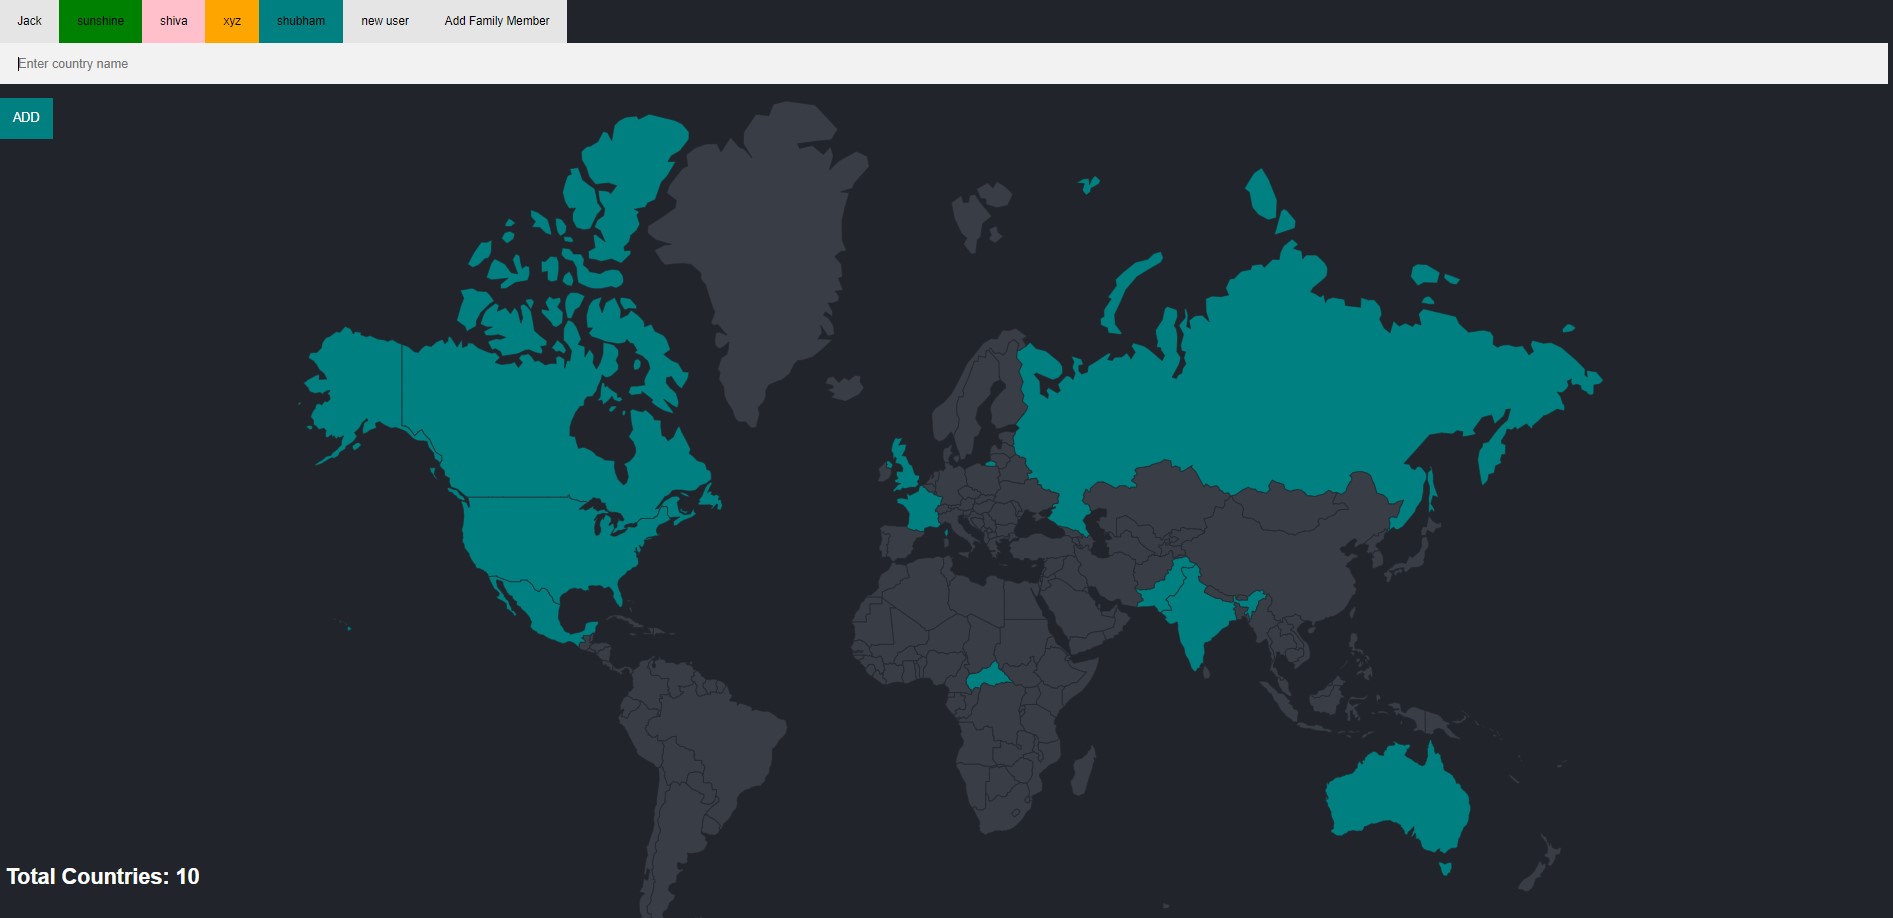 Jack sunshine shiva xyz shubham new user Add Family Member
Enter country name
ADD
Total Countries: 10